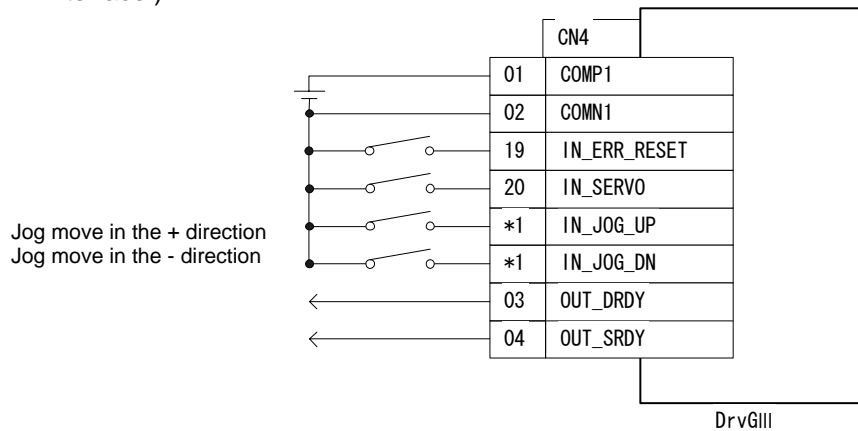 CN4
01 COMP1
02 COMN1
19 IN_ERR_RESET
20 IN_SERVO
Jog move in the + direction *1 IN_JOG_UP
Jog move in the - direction *1 IN_JOG_DN
03 OUT_DRDY
04 OUT_SRDY
DrvGⅢ